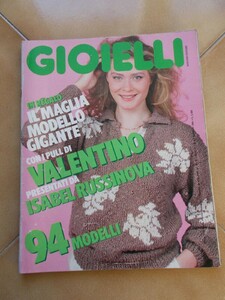 GIOIELLI
IN REGALO
IL MAGLIA
MODELLO
GIGANTE
CON I PULL DI
VALENTINO
PRESENTATI DA
ISABEL RUSSINOVA
94 MODELLI